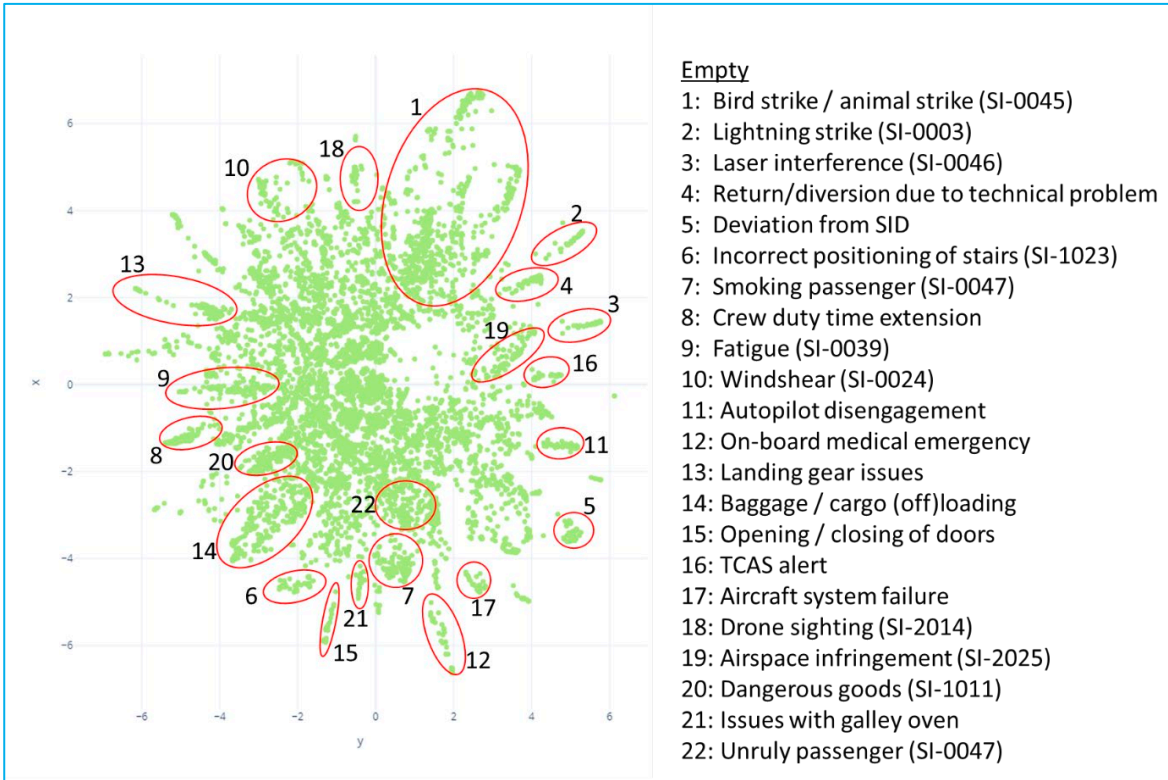 Empty
1: Bird strike / animal strike (SI-0045)
2: Lightning strike (SI-0003)
3: Laser interference (SI-0046)
4: Return/diversion due to technical problem
5: Deviation from SID
6: Incorrect positioning of stairs (SI-1023)
7: Smoking passenger (SI-0047)
8: Crew duty time extension
9: Fatigue (SI-0039)
10: Windshear (SI-0024)
11: Autopilot disengagement
12: On-board medical emergency
13: Landing gear issues
14: Baggage / cargo (off)loading
15: Opening / closing of doors
16: TCAS alert
17: Aircraft system failure
18: Drone sighting (SI-2014)
19: Airspace infringement (SI-2025)
20: Dangerous goods (SI-1011)
21: Issues with galley oven
22: Unruly passenger (SI-0047)
1
18
10
2
13
4
3
19
16
9
8
20
11
22
5
14
6
21
7
17
15
12
6
4
2
0
−2
−4
−6
x
−6
−4
−2
0
2
4
6
y